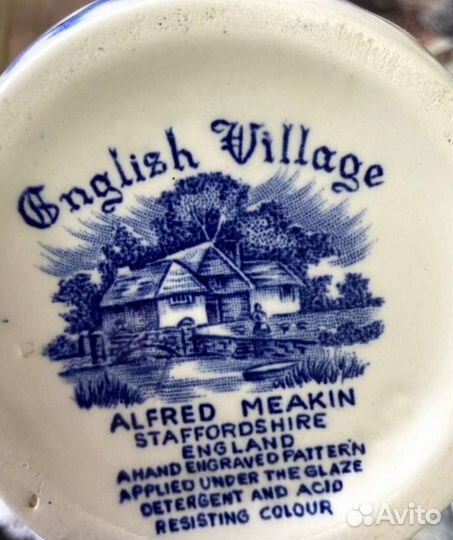 English Village
ALFRED MEAKIN
STAFFORDSHIRE
ENGLAND
A HAND ENGRAVED PATTERN
APPLIED UNDER THE GLAZE
DETERGENT AND ACID
RESISTING COLOUR
Avito